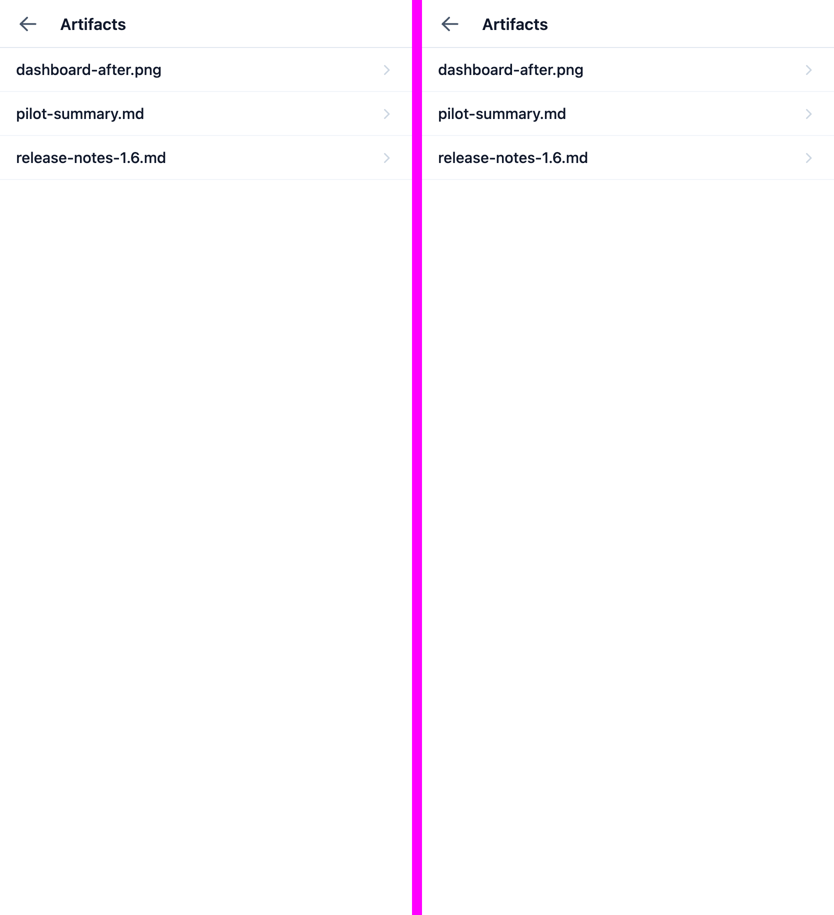 Artifacts
dashboard-after.png
pilot-summary.md
release-notes-1.6.md
Artifacts
dashboard-after.png
pilot-summary.md
release-notes-1.6.md